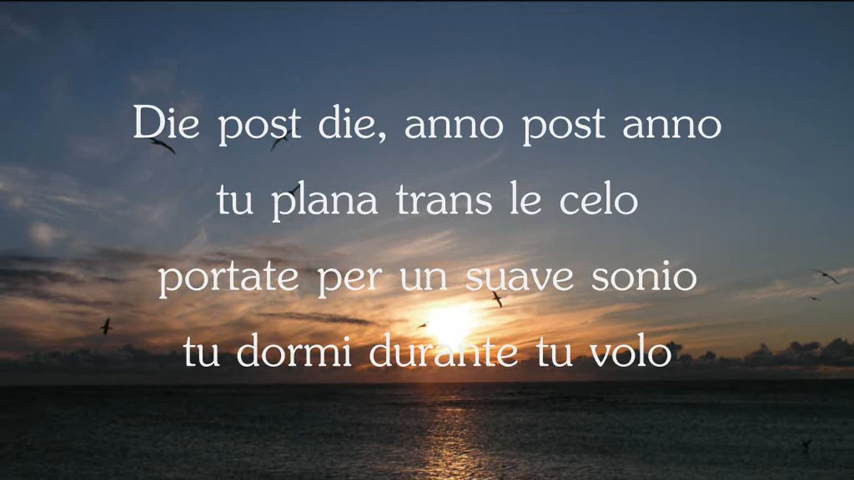 Die post die, anno post anno
tu plana trans le celo
portate per un suave sonio
tu dormi durante tu volo